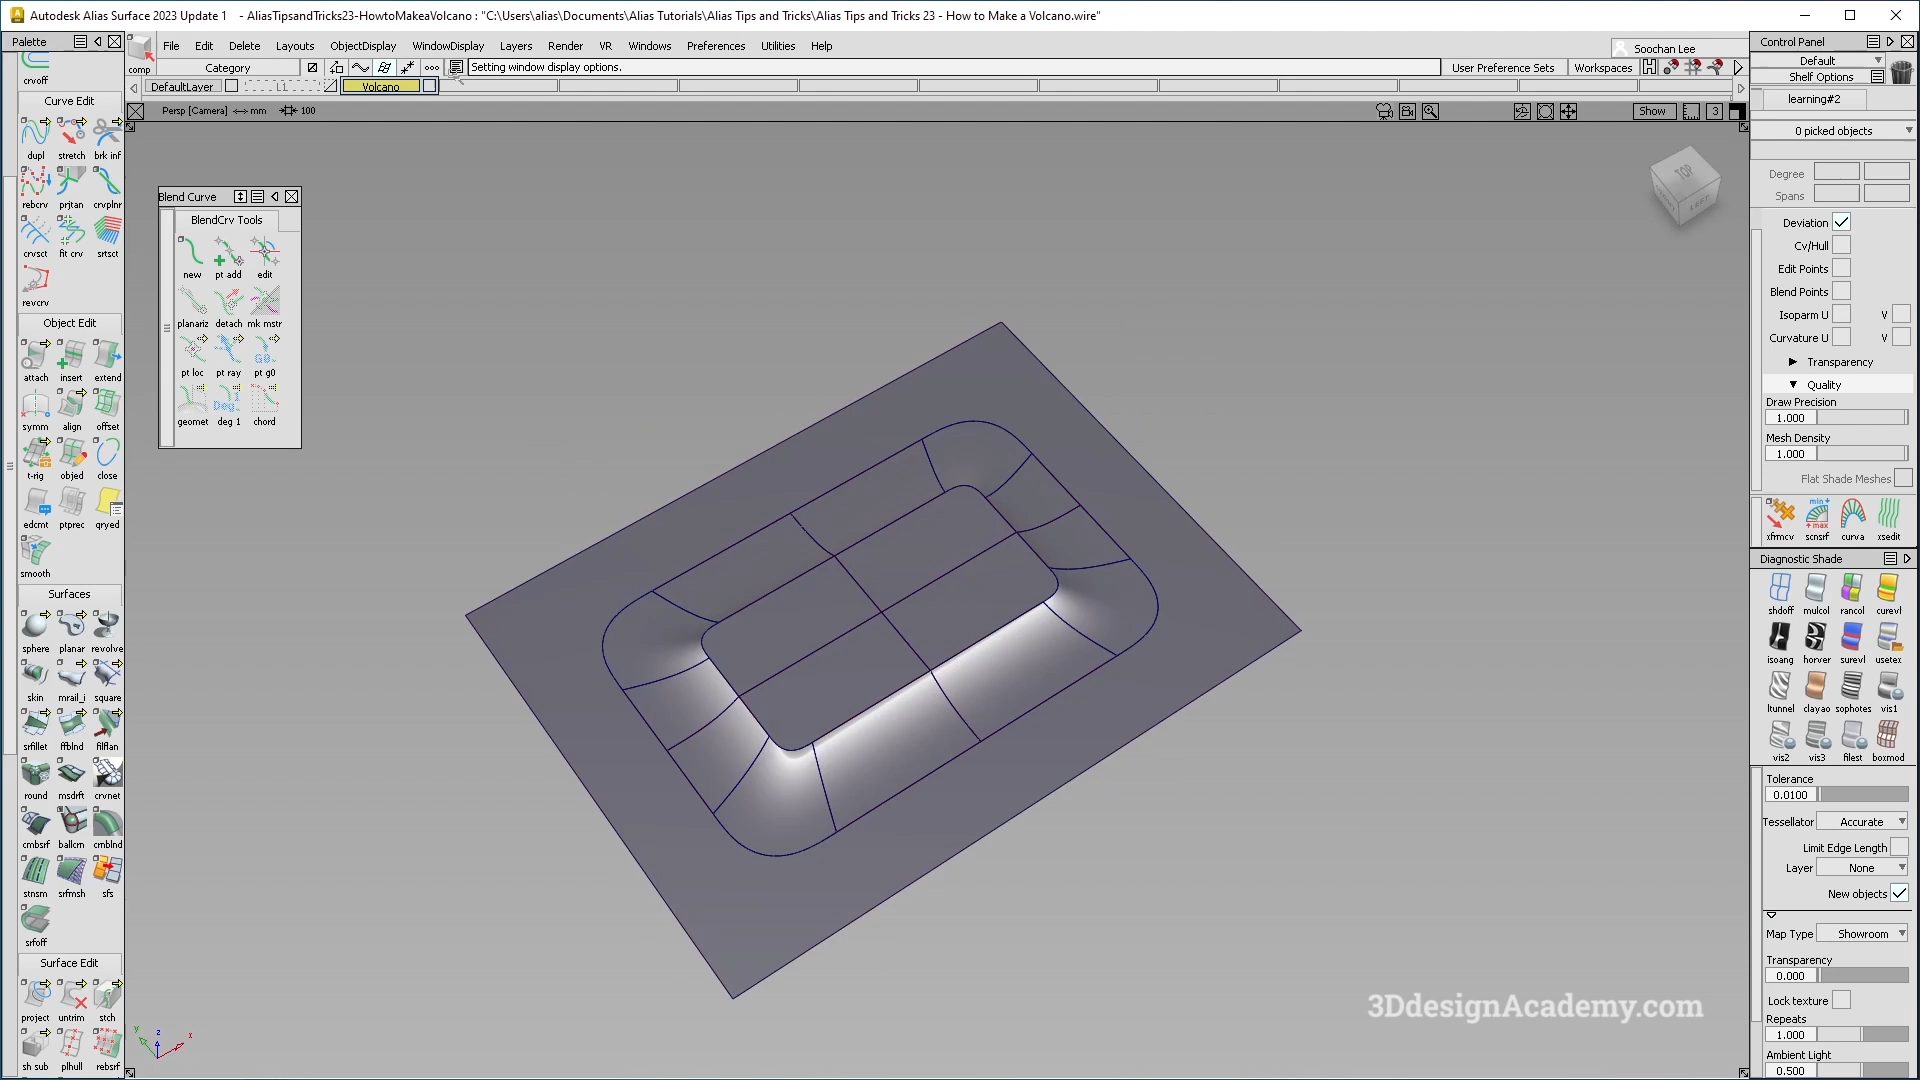 Autodesk Alias Surface 2023 Update 1 - AliasTipsandTricks23-HowtoMakeaVolcano : "C:\Users\alias\Documents\Alias Tutorials\Alias Tips and Tricks\Alias Tips and Tricks 23 - How to Make a Volcano.wire"
Palette
File Edit Delete Layouts ObjectDisplay WindowDisplay Layers Render VR Windows Preferences Utilities Help
Soochan Lee
comp
Category
Setting window display options.
User Preference Sets
Workspaces
DefaultLayer
L1
Volcano
Persp [Camera] mm 100
Show
3
crvoff
Curve Edit
dupl stretch brk inf
rebcrv prjtan crvplnr
crvsct fit crv srtsct
revcrv
Object Edit
attach insert extend
symm align offset
t-rig objed close
edcmt ptprec qryed
smooth
Surfaces
sphere planar revolve
skin mrail_i square
srfillet ffblnd filflan
round msdrft crvnet
cmbsrf ballcrn cnblnd
stnsm srfmsh sfs
srfoff
Surface Edit
project untrim stch
sh sub plhull rebsrf
Blend Curve
BlendCrv Tools
new pt add edit
planariz detach mk mstr
pt loc pt ray pt g0
geomet deg 1 chord
TOP
LEFT
x
y
z
Control Panel
Default
Shelf Options
learning#2
0 picked objects
Degree
Spans
Deviation
Cv/Hull
Edit Points
Blend Points
Isoparm U V
Curvature U V
Transparency
Quality
Draw Precision
1.000
Mesh Density
1.000
Flat Shade Meshes
xfrmcv scnsrf curva xsedit
Diagnostic Shade
shdoff mulcol rancol curevl
isoang horver surevl usetex
ltunnel clayao sophotes vis1
vis2 vis3 filest boxmod
Tolerance
0.0100
Tessellator Accurate
Limit Edge Length
Layer None
New objects
Map Type Showroom
Transparency
0.000
Lock texture
Repeats
1.000
Ambient Light
0.500
3DdesignAcademy.com